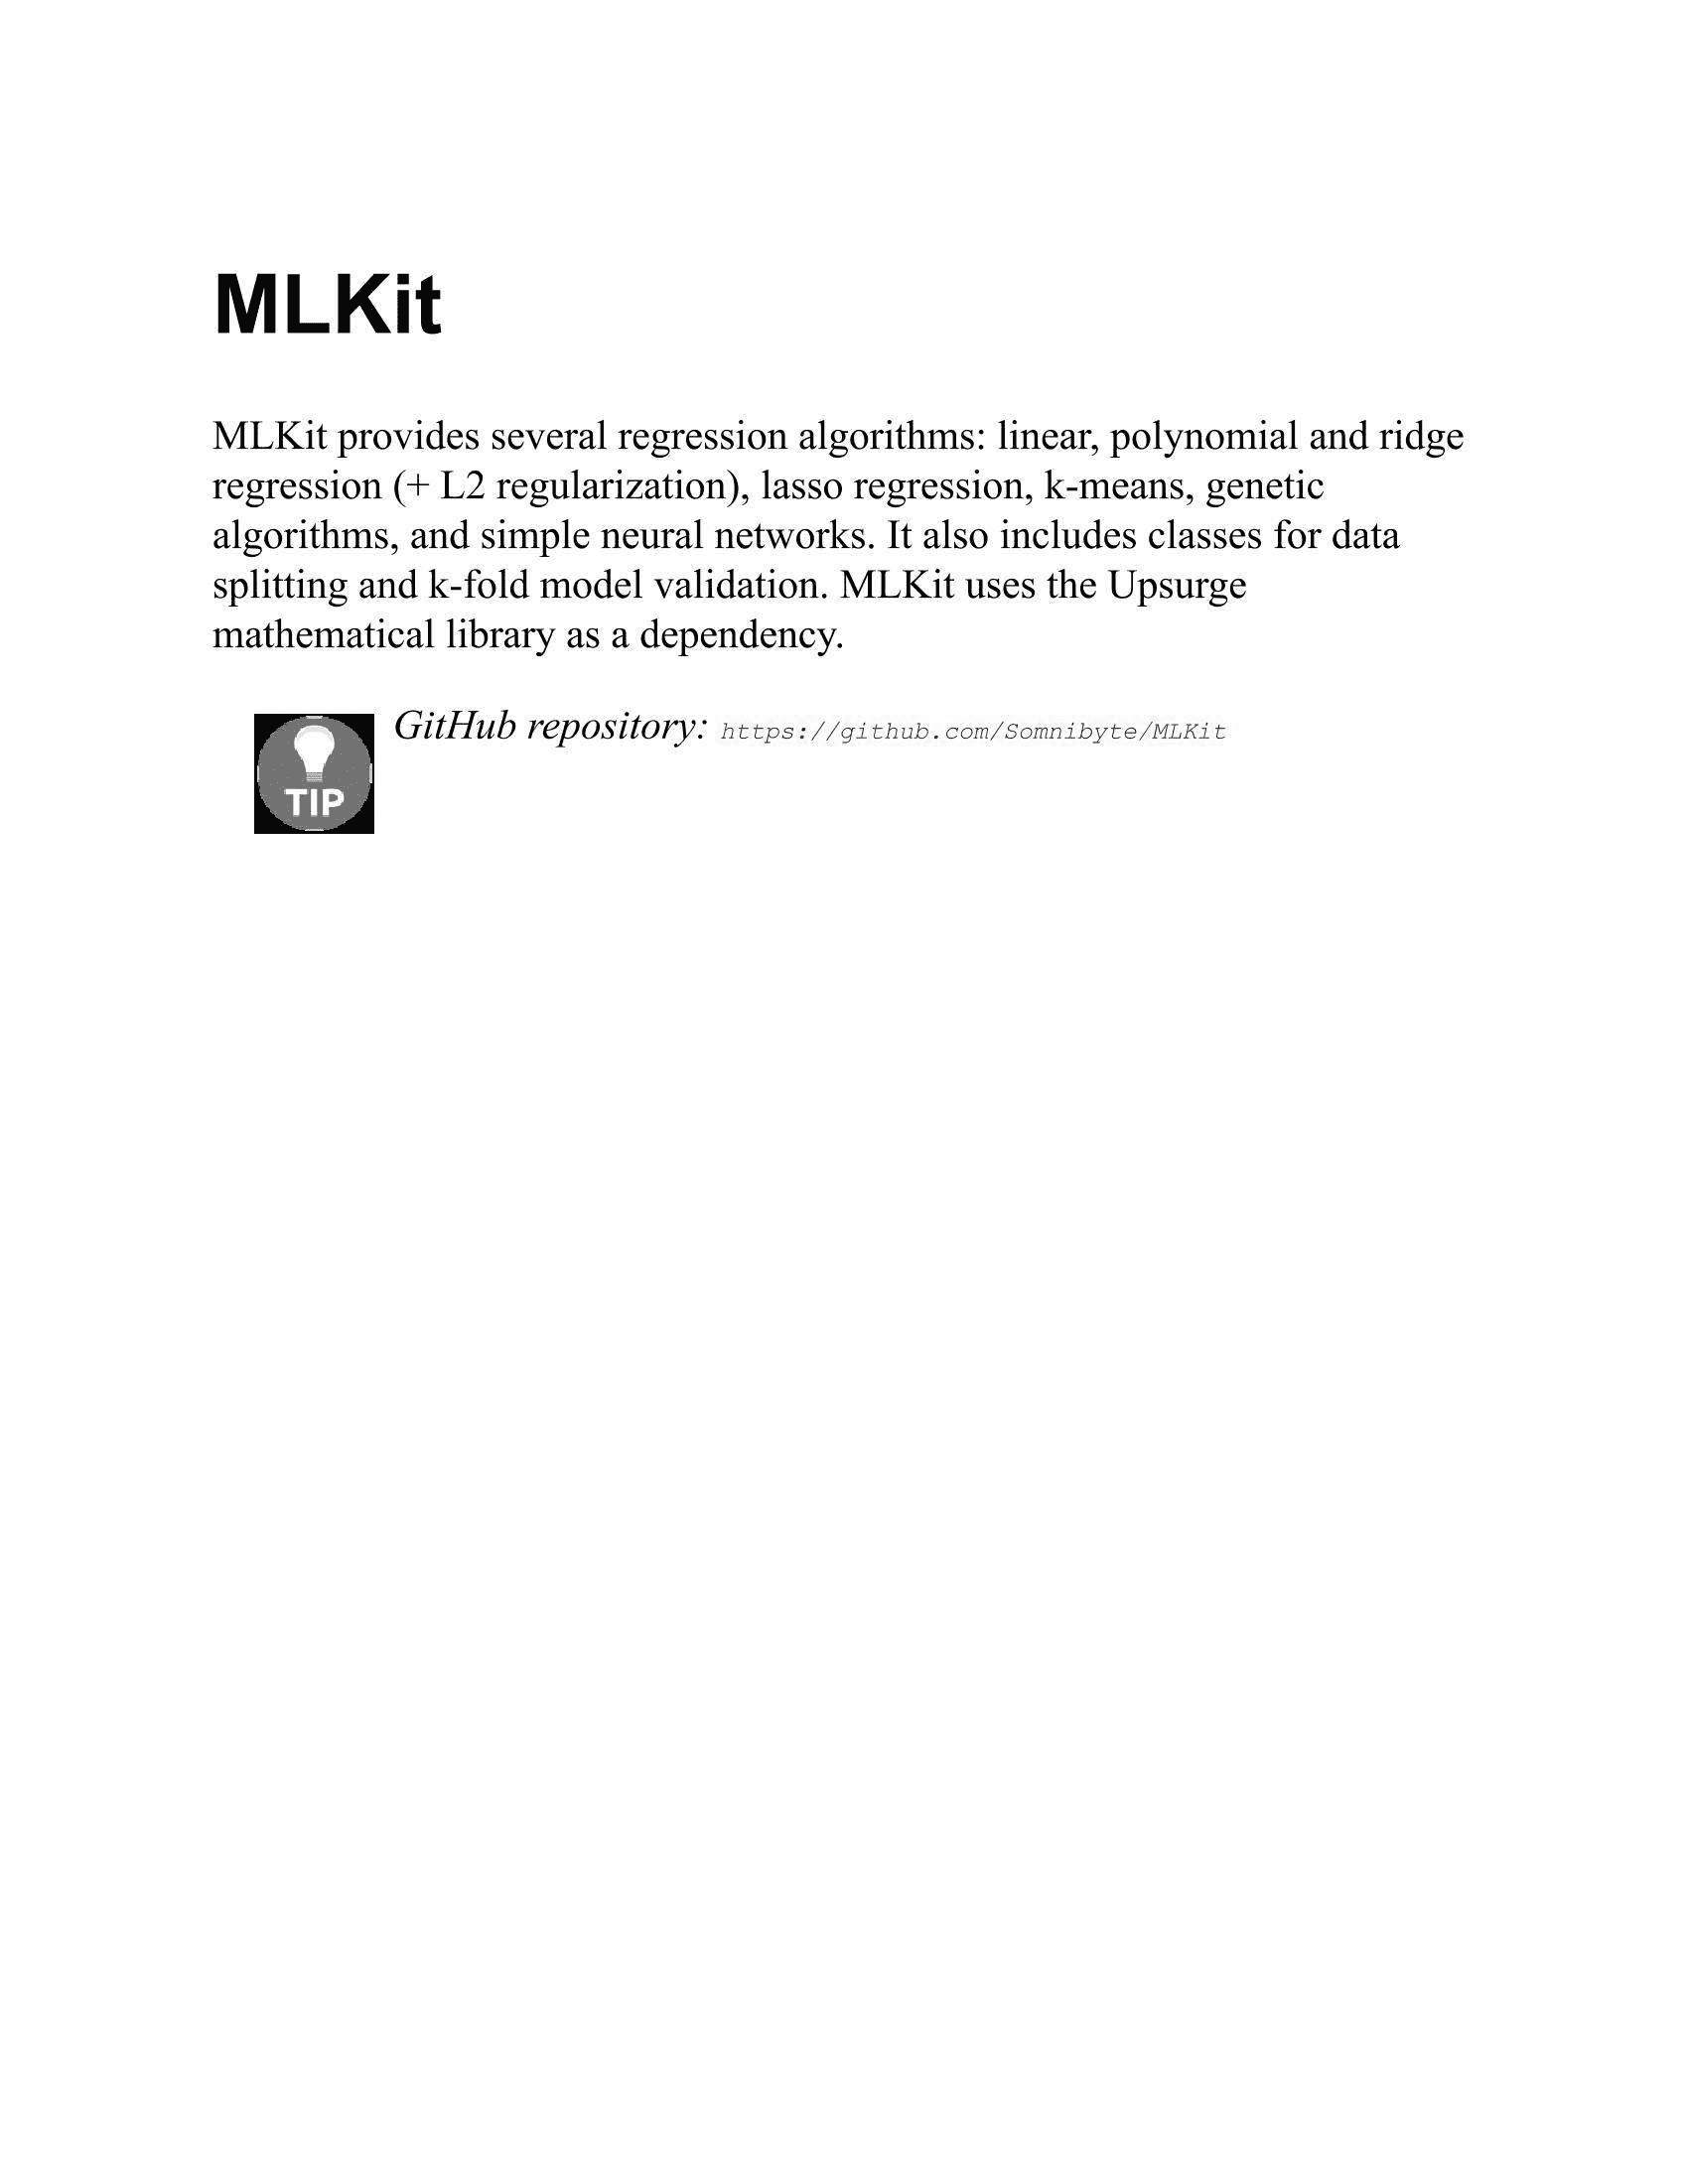 MLKit
MLKit provides several regression algorithms: linear, polynomial and ridge
regression (+ L2 regularization), lasso regression, k-means, genetic
algorithms, and simple neural networks. It also includes classes for data
splitting and k-fold model validation. MLKit uses the Upsurge
mathematical library as a dependency.
GitHub repository: https://github.com/Somnibyte/MLKit
TIP